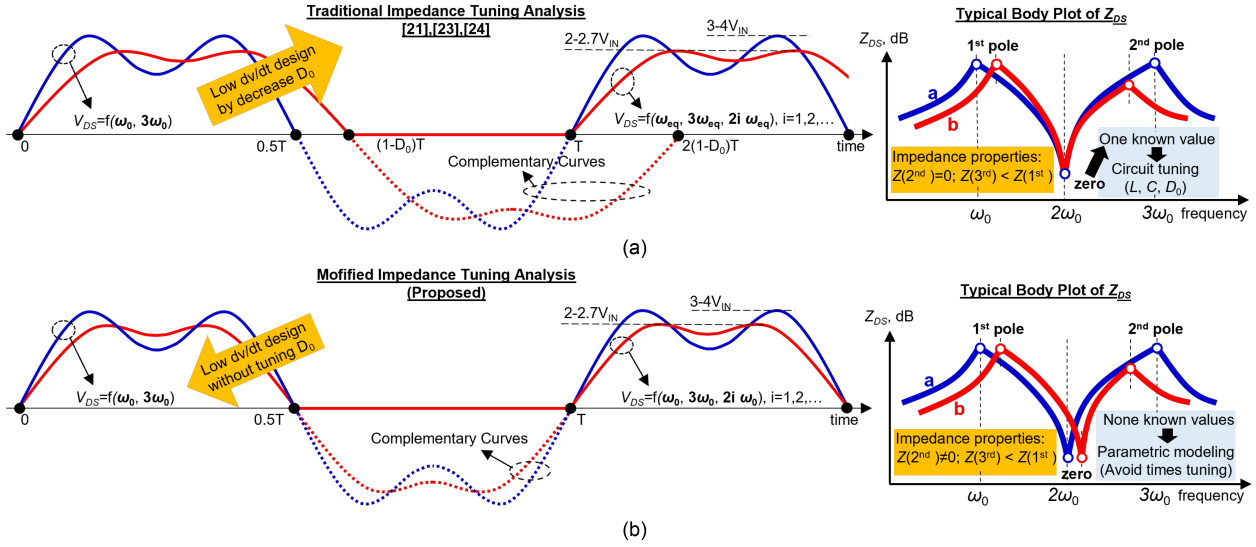 Traditional Impedance Tuning Analysis
[21],[23],[24]
Low dv/dt design
by decrease D0
2-2.7VIN
3-4VIN
VDS=f(ω0, 3ω0)
VDS=f(ωeq, 3ωeq, 2i ωeq), i=1,2,…
0
0.5T
(1-D0)T
T
2(1-D0)T
time
Complementary Curves
Typical Body Plot of ZDS
ZDS, dB
1st pole
2nd pole
a
b
Impedance properties:
Z(2nd )=0; Z(3rd) < Z(1st )
zero
One known value
Circuit tuning
(L, C, D0)
ω0
2ω0
3ω0
frequency
(a)
Mofified Impedance Tuning Analysis
(Proposed)
Low dv/dt design
without tuning D0
2-2.7VIN
3-4VIN
VDS=f(ω0, 3ω0)
VDS=f(ω0, 3ω0, 2i ω0), i=1,2,…
0
0.5T
T
time
Complementary Curves
Typical Body Plot of ZDS
ZDS, dB
1st pole
2nd pole
a
b
Impedance properties:
Z(2nd )≠0; Z(3rd) < Z(1st )
zero
None known values
Parametric modeling
(Avoid times tuning)
ω0
2ω0
3ω0
frequency
(b)